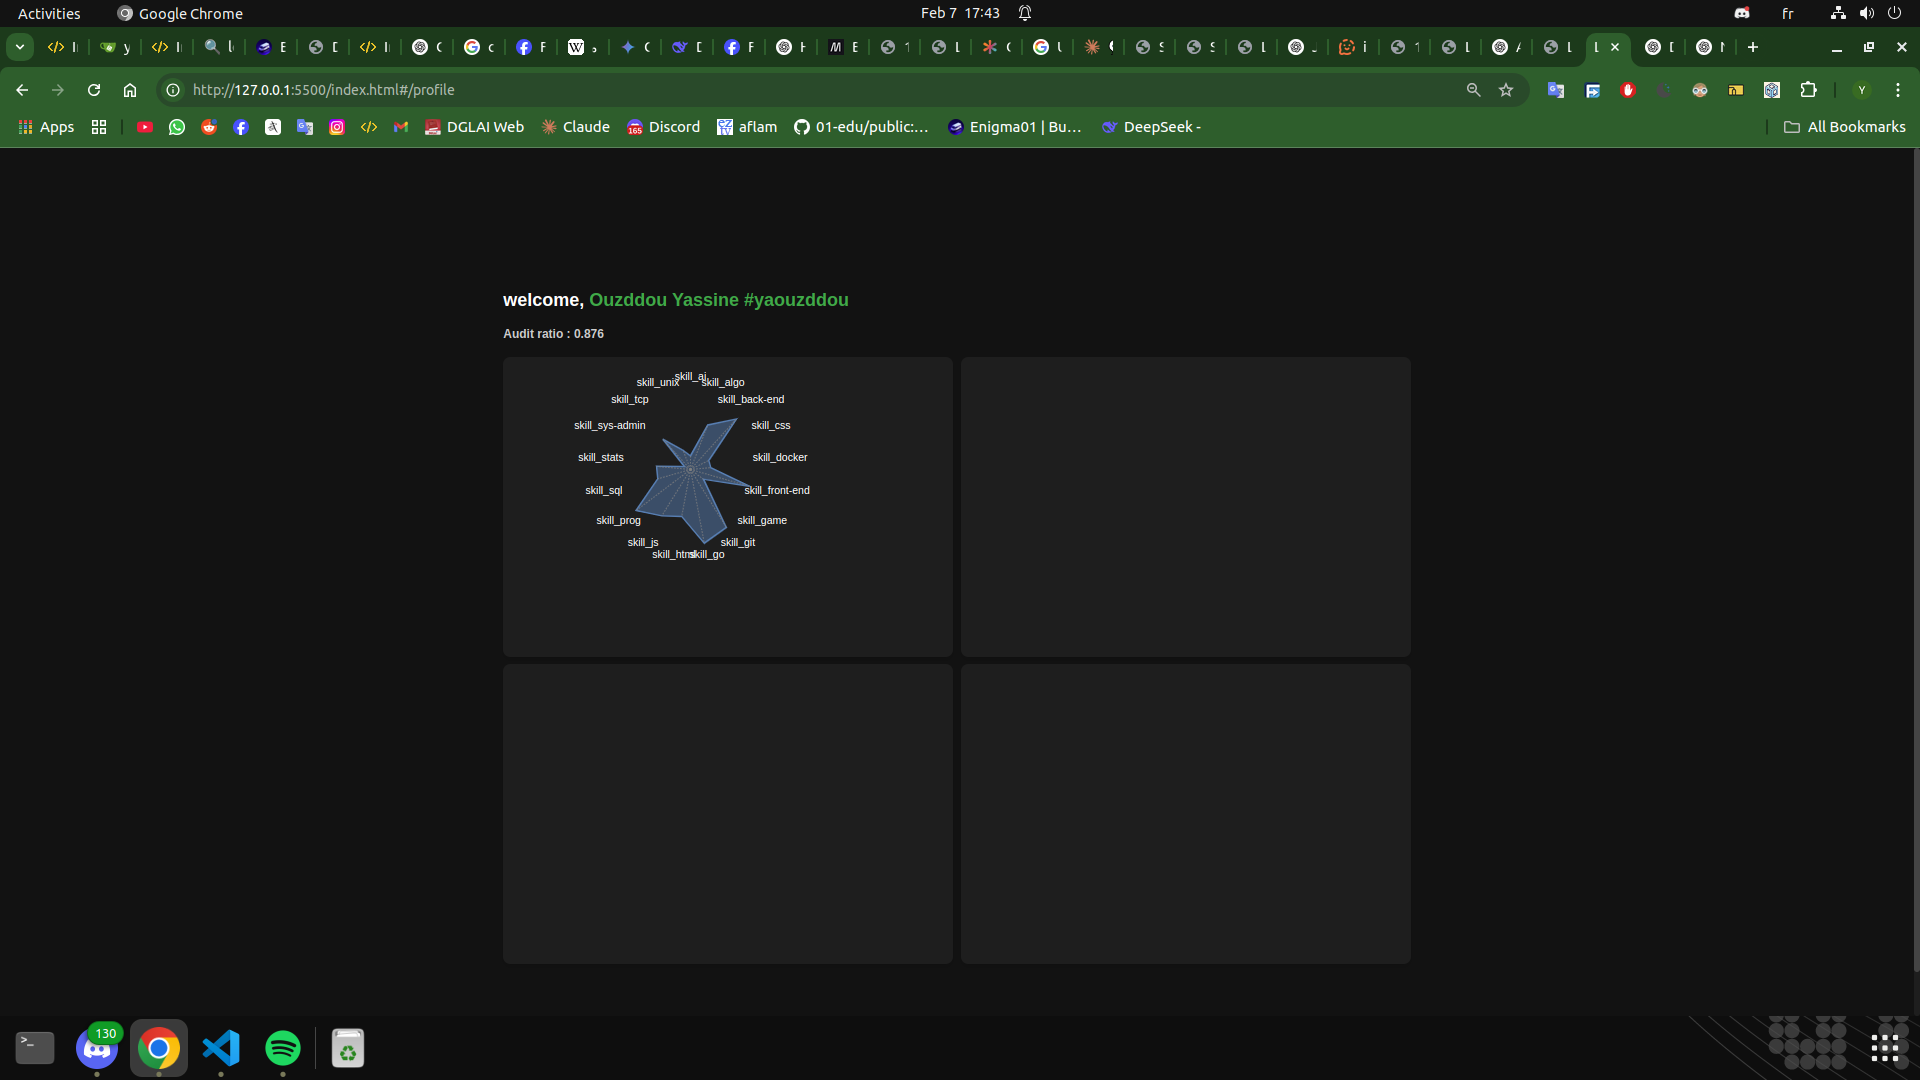 Activities Google Chrome Feb 7 17:43 fr
http://127.0.0.1:5500/index.html#/profile Y
Apps DGLAI Web Claude Discord aflam 01-edu/public:... Enigma01 | Bu... DeepSeek - All Bookmarks
welcome, Ouzddou Yassine #yaouzddou
Audit ratio : 0.876
skill_ai
skill_unix skill_algo
skill_tcp skill_back-end
skill_sys-admin skill_css
skill_stats skill_docker
skill_sql skill_front-end
skill_prog skill_game
skill_js skill_git
skill_html skill_go
130